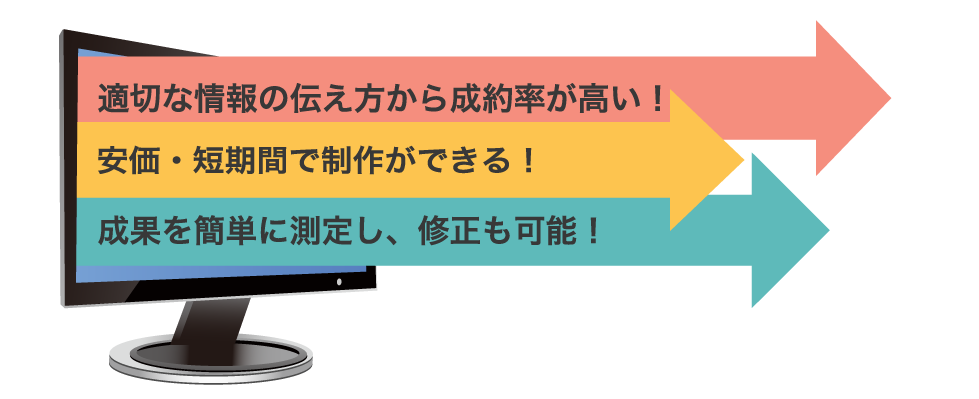 適切な情報の伝え方から成約率が高い！
安価・短期間で制作ができる！
成果を簡単に測定し、修正も可能！